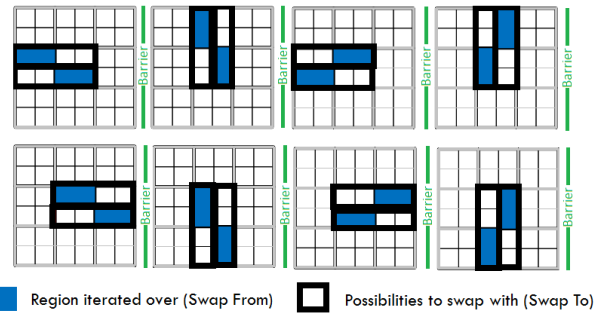 Barrier
Barrier
Barrier
Barrier
Barrier
Barrier
Barrier
Barrier
Region iterated over (Swap From)
Possibilities to swap with (Swap To)